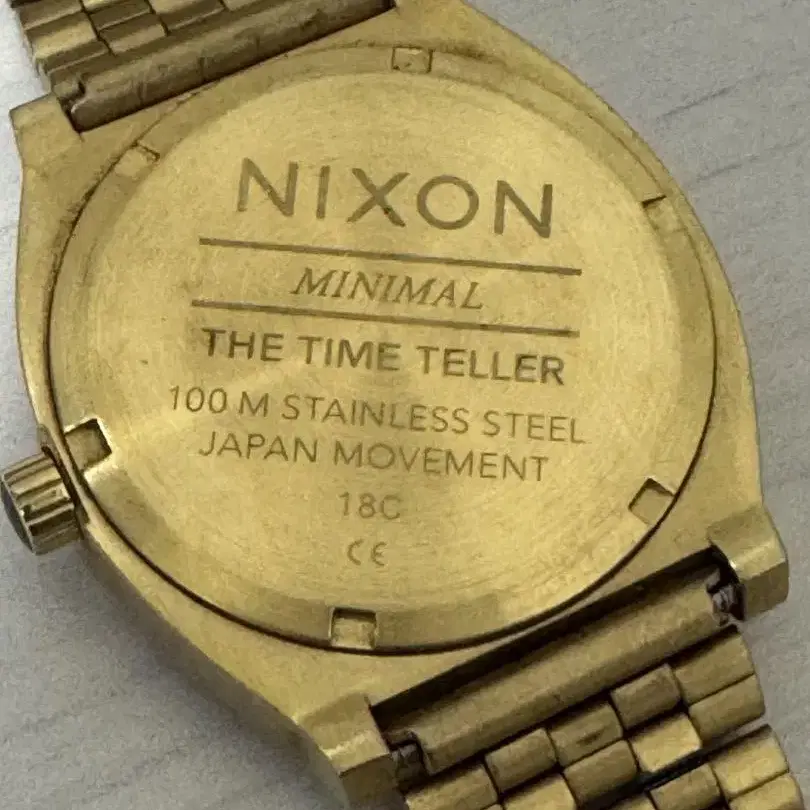 NIXON
MINIMAL
THE TIME TELLER
100 M STAINLESS STEEL
JAPAN MOVEMENT
18C
CE